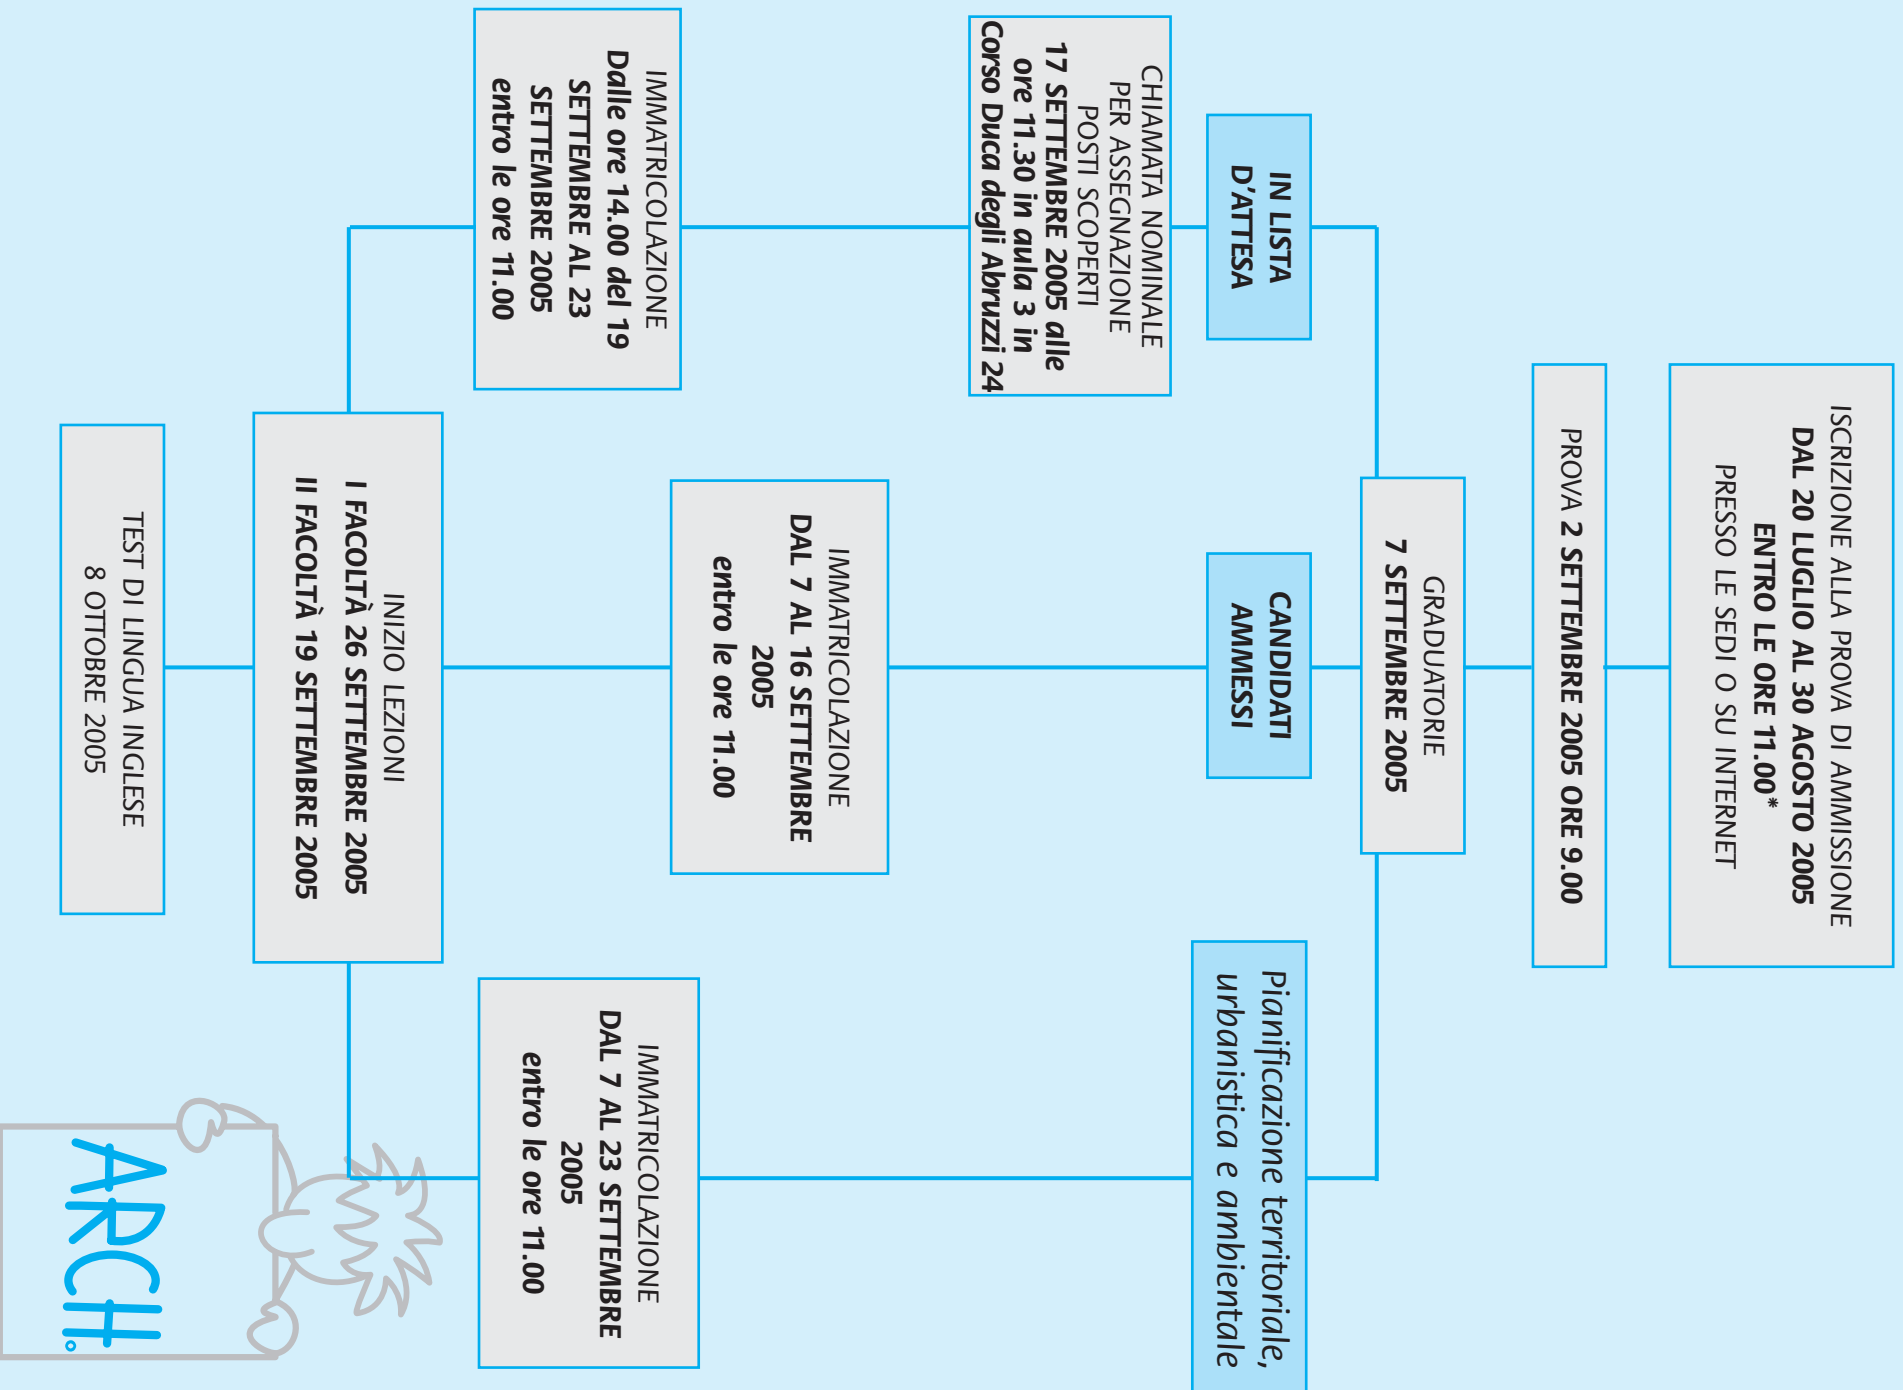 ISCRIZIONE ALLA PROVA DI AMMISSIONE
DAL 20 LUGLIO AL 30 AGOSTO 2005
ENTRO LE ORE 11.00*
PRESSO LE SEDI O SU INTERNET
PROVA 2 SETTEMBRE 2005 ORE 9.00
GRADUATORIE
7 SETTEMBRE 2005
IN LISTA
D'ATTESA
CANDIDATI
AMMESSI
Pianificazione territoriale,
urbanistica e ambientale
CHIAMATA NOMINALE
PER ASSEGNAZIONE
POSTI SCOPERTI
17 SETTEMBRE 2005 alle
ore 11.30 in aula 3 in
Corso Duca degli Abruzzi 24
IMMATRICOLAZIONE
DAL 7 AL 16 SETTEMBRE
2005
entro le ore 11.00
IMMATRICOLAZIONE
Dalle ore 14.00 del 19
SETTEMBRE AL 23
SETTEMBRE 2005
entro le ore 11.00
IMMATRICOLAZIONE
DAL 7 AL 23 SETTEMBRE
2005
entro le ore 11.00
INIZIO LEZIONI
I FACOLTÀ 26 SETTEMBRE 2005
II FACOLTÀ 19 SETTEMBRE 2005
TEST DI LINGUA INGLESE
8 OTTOBRE 2005
ARCH.